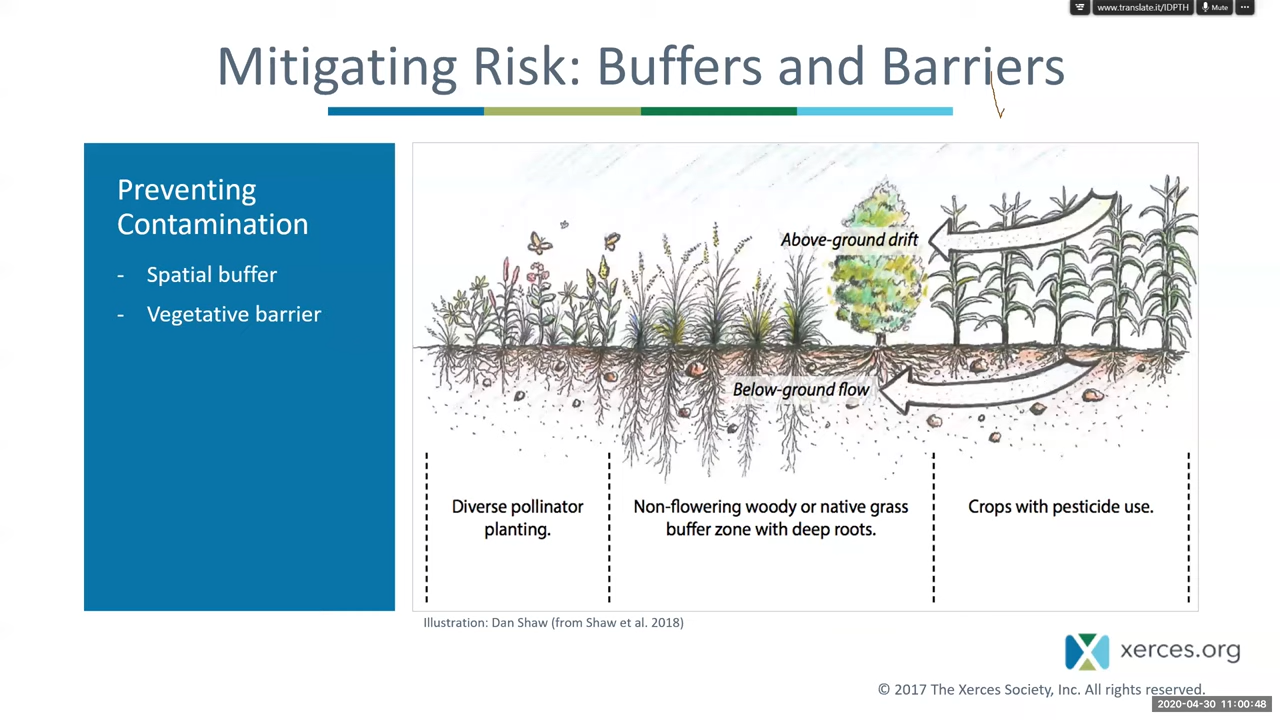 www.translate.it/IDPTH
Mute
Mitigating Risk: Buffers and Barriers
Preventing
Contamination
- Spatial buffer
- Vegetative barrier
Above-ground drift
Below-ground flow
Diverse pollinator
planting.
Non-flowering woody or native grass
buffer zone with deep roots.
Crops with pesticide use.
Illustration: Dan Shaw (from Shaw et al. 2018)
xerces.org
© 2017 The Xerces Society, Inc. All rights reserved.
2020-04-30 11:00:48